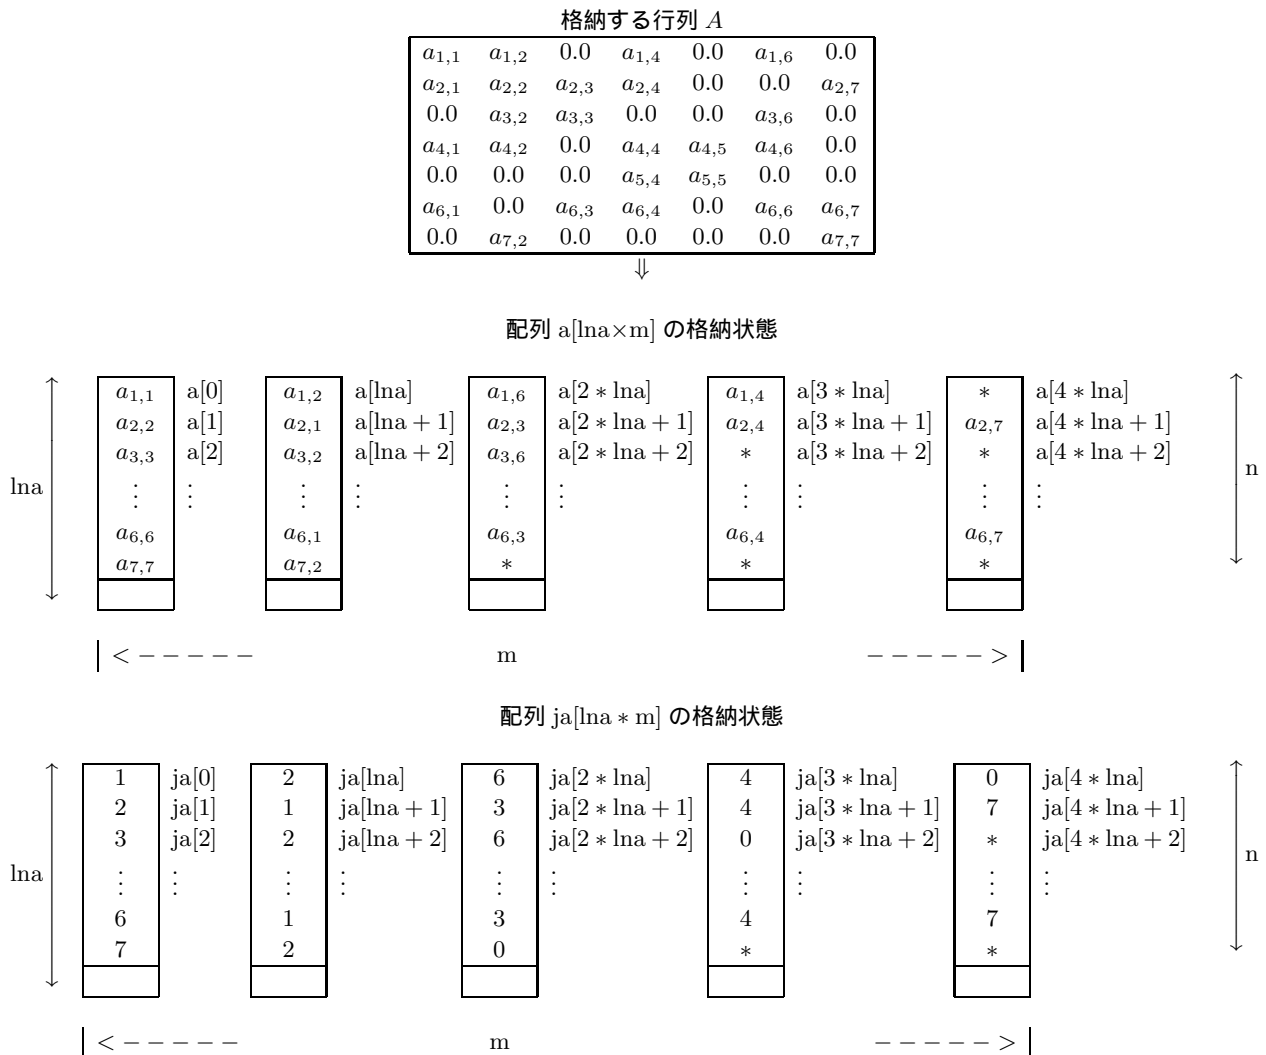 格納する行列 A
a1,1 a1,2 0.0 a1,4 0.0 a1,6 0.0
a2,1 a2,2 a2,3 a2,4 0.0 0.0 a2,7
0.0 a3,2 a3,3 0.0 0.0 a3,6 0.0
a4,1 a4,2 0.0 a4,4 a4,5 a4,6 0.0
0.0 0.0 0.0 a5,4 a5,5 0.0 0.0
a6,1 0.0 a6,3 a6,4 0.0 a6,6 a6,7
0.0 a7,2 0.0 0.0 0.0 0.0 a7,7
⇓
配列 a[lna×m] の格納状態
a1,1 a[0] a1,2 a[lna] a1,6 a[2 * lna] a1,4 a[3 * lna] * a[4 * lna]
a2,2 a[1] a2,1 a[lna + 1] a2,3 a[2 * lna + 1] a2,4 a[3 * lna + 1] a2,7 a[4 * lna + 1]
a3,3 a[2] a3,2 a[lna + 2] a3,6 a[2 * lna + 2] * a[3 * lna + 2] * a[4 * lna + 2]
lna ⋮ ⋮ ⋮ ⋮ ⋮ ⋮ ⋮ ⋮ ⋮ ⋮ n
a6,6 a6,1 a6,3 a6,4 a6,7
a7,7 a7,2 * * *
| < − − − − − m − − − − − > |
配列 ja[lna * m] の格納状態
1 ja[0] 2 ja[lna] 6 ja[2 * lna] 4 ja[3 * lna] 0 ja[4 * lna]
2 ja[1] 1 ja[lna + 1] 3 ja[2 * lna + 1] 4 ja[3 * lna + 1] 7 ja[4 * lna + 1]
3 ja[2] 2 ja[lna + 2] 6 ja[2 * lna + 2] 0 ja[3 * lna + 2] * ja[4 * lna + 2]
lna ⋮ ⋮ ⋮ ⋮ ⋮ ⋮ ⋮ ⋮ ⋮ ⋮ n
6 1 3 4 7
7 2 0 * *
| < − − − − − m − − − − − > |